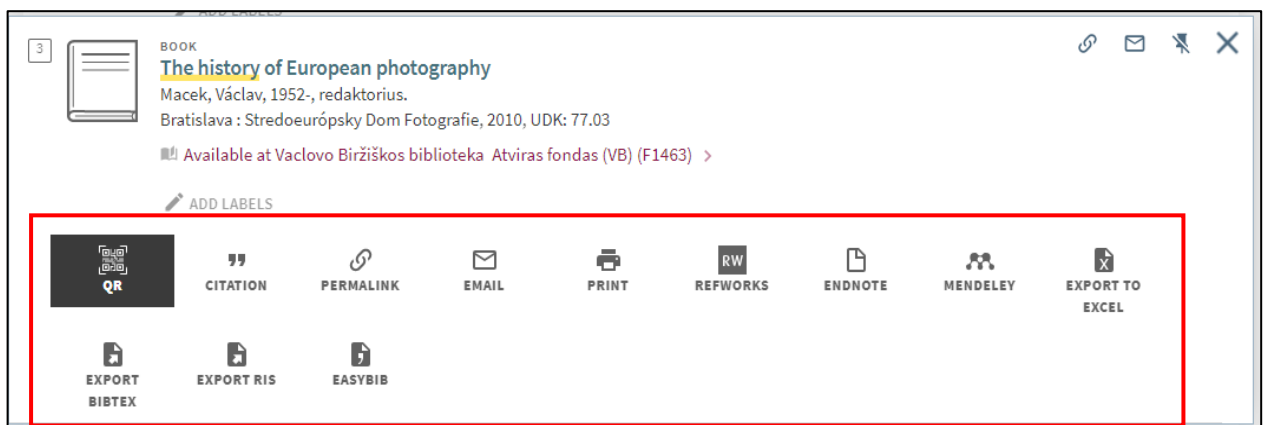 ADD LABELS
3
BOOK
The history of European photography
Macek, Václav, 1952-, redaktorius.
Bratislava : Stredoeurópsky Dom Fotografie, 2010, UDK: 77.03
Available at Vaclovo Biržiškos biblioteka Atviras fondas (VB) (F1463) >
ADD LABELS
QR
CITATION
PERMALINK
EMAIL
PRINT
RW
REFWORKS
ENDNOTE
MENDELEY
EXPORT TO
EXCEL
EXPORT
BIBTEX
EXPORT RIS
EASYBIB